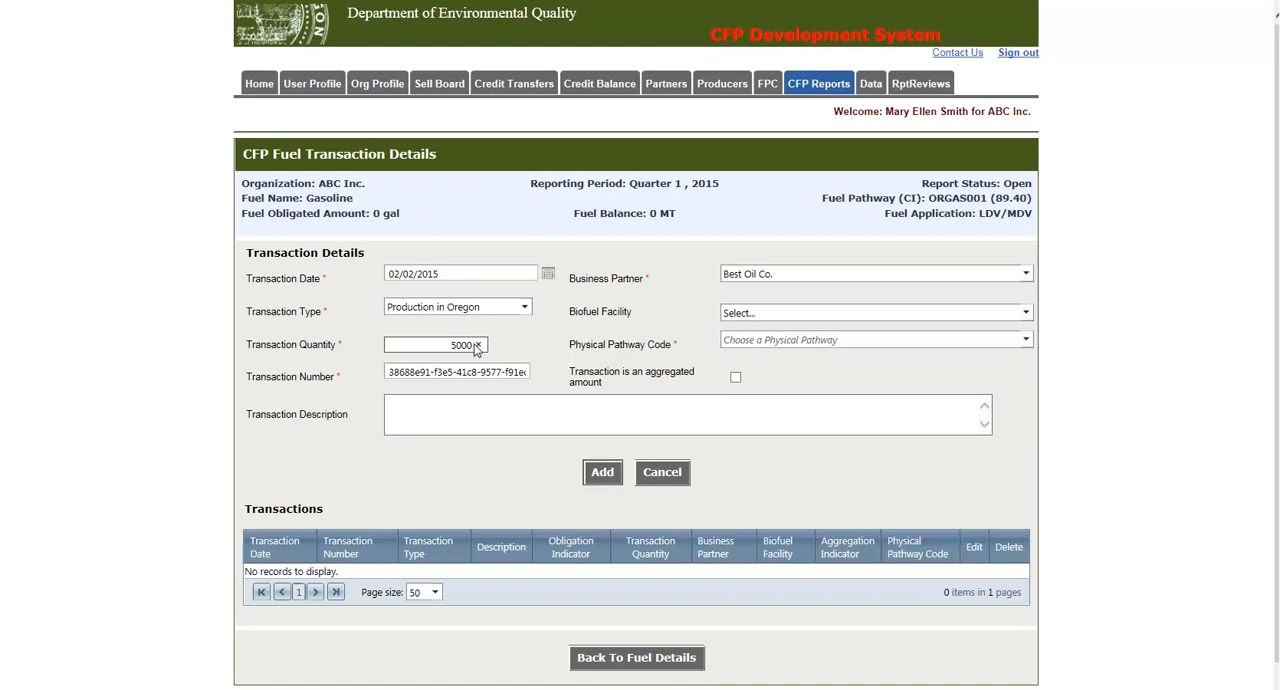 Department of Environmental Quality
CFP Development System
Contact Us Sign out
Home User Profile Org Profile Sell Board Credit Transfers Credit Balance Partners Producers FPC CFP Reports Data RptReviews
Welcome: Mary Ellen Smith for ABC Inc.
CFP Fuel Transaction Details
Organization: ABC Inc. Reporting Period: Quarter 1 , 2015 Report Status: Open
Fuel Name: Gasoline Fuel Pathway (CI): ORGAS001 (89.40)
Fuel Obligated Amount: 0 gal Fuel Balance: 0 MT Fuel Application: LDV/MDV
Transaction Details
Transaction Date * 02/02/2015 Business Partner * Best Oil Co.
Transaction Type * Production in Oregon Biofuel Facility Select...
Transaction Quantity * 5000 Physical Pathway Code * Choose a Physical Pathway
Transaction Number * 38688e91-f3e5-41c8-9577-f91ec Transaction is an aggregated
amount
Transaction Description
Add Cancel
Transactions
Transaction Transaction Transaction Description Obligation Transaction Business Biofuel Aggregation Physical Edit Delete
Date Number Type Indicator Quantity Partner Facility Indicator Pathway Code
No records to display.
1 Page size: 50 0 items in 1 pages
Back To Fuel Details